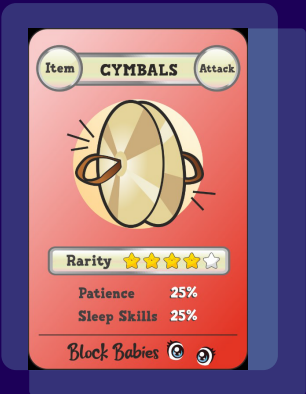 Item CYMBALS Attack
Rarity
Patience 25%
Sleep Skills 25%
Block Babies